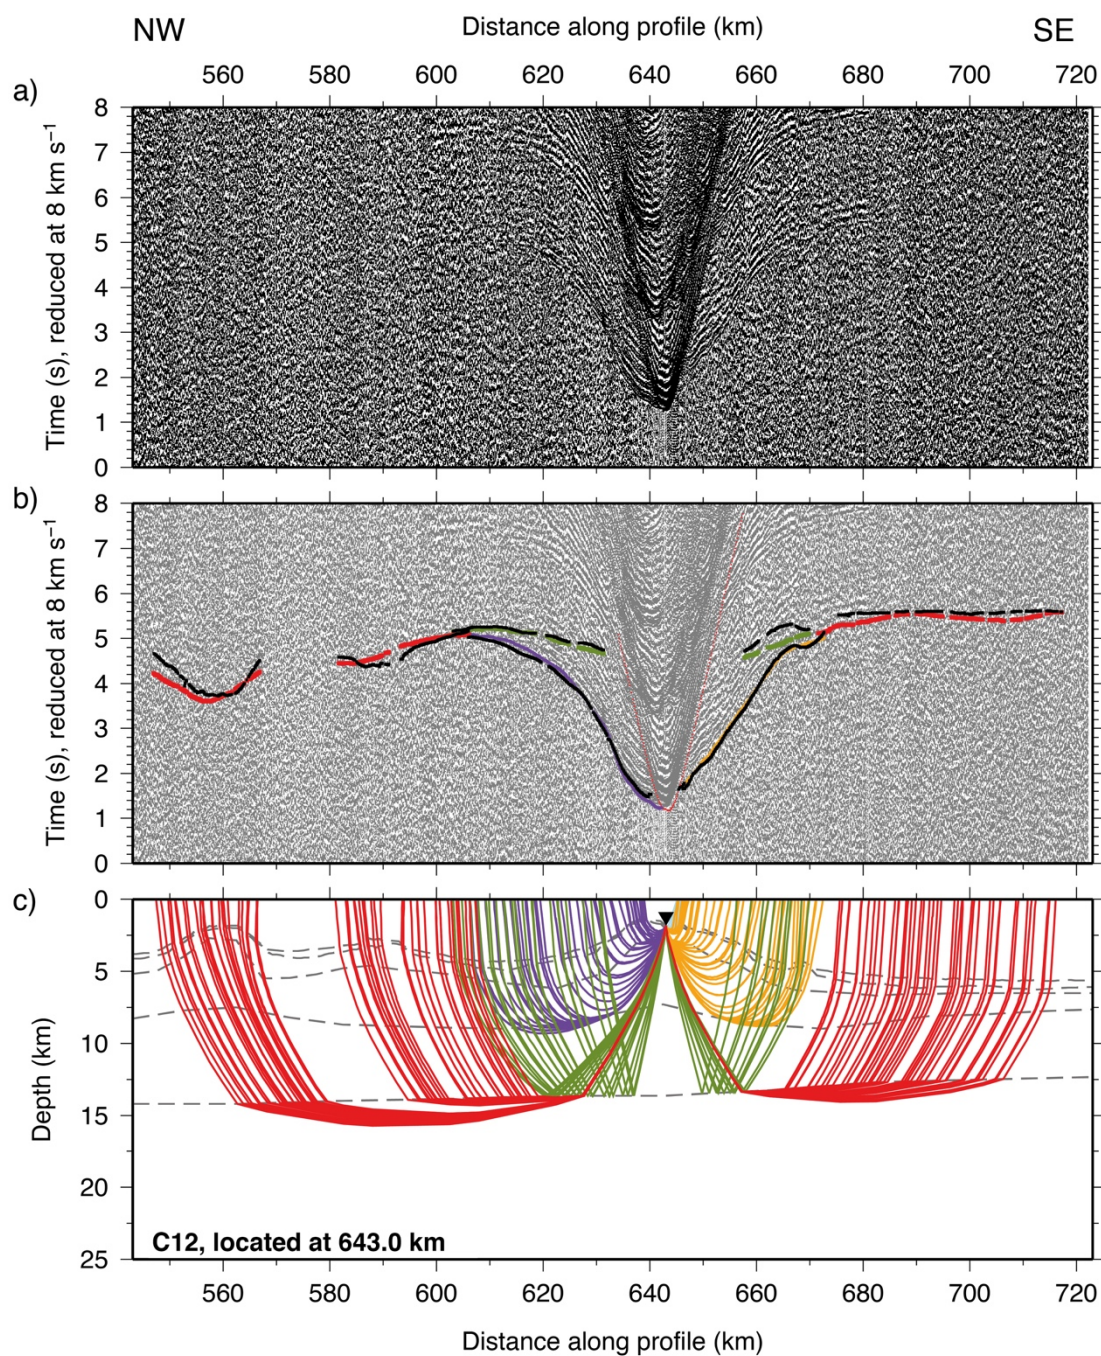 NW
Distance along profile (km)
SE
560 580 600 620 640 660 680 700 720
a)
Time (s), reduced at 8 km s⁻¹
8
7
6
5
4
3
2
1
0
b)
Time (s), reduced at 8 km s⁻¹
8
7
6
5
4
3
2
1
0
c)
Depth (km)
0
5
10
15
20
25
C12, located at 643.0 km
560 580 600 620 640 660 680 700 720
Distance along profile (km)